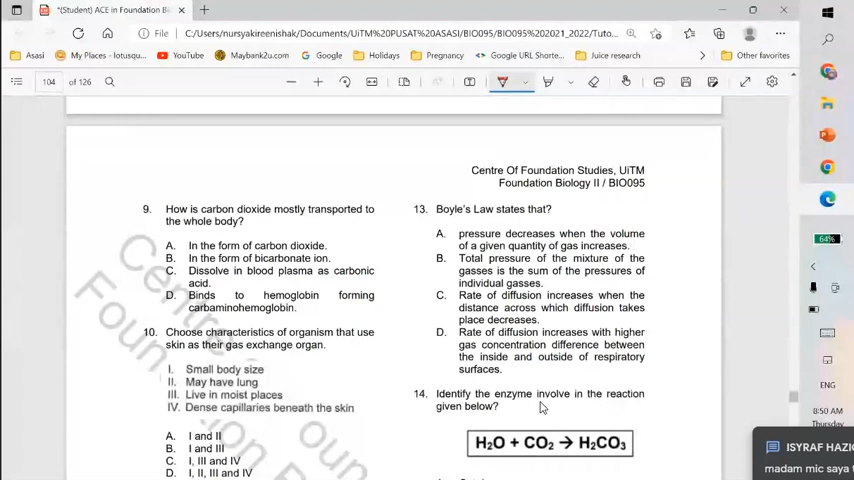 *(Student) ACE in Foundation B
File
C:/Users/nursyakireenishak/Documents/UiTM%20PUSAT%20ASASI/BIO095/BIO095%202021_2022/Tuto...
Asasi
My Places - lotusqu...
YouTube
Maybank2u.com
Google
Holidays
Pregnancy
Google URL Shorte...
Juice research
Other favorites
104 of 126
Centre Of Foundation Studies, UiTM
Foundation Biology II / BIO095
9. How is carbon dioxide mostly transported to
the whole body?
A. In the form of carbon dioxide.
B. In the form of bicarbonate ion.
C. Dissolve in blood plasma as carbonic
acid.
D. Binds to hemoglobin forming
carbaminohemoglobin.
10. Choose characteristics of organism that use
skin as their gas exchange organ.
I. Small body size
II. May have lung
III. Live in moist places
IV. Dense capillaries beneath the skin
A. I and II
B. I and III
C. I, III and IV
D. I, II, III and IV
13. Boyle's Law states that?
A. pressure decreases when the volume
of a given quantity of gas increases.
B. Total pressure of the mixture of the
gasses is the sum of the pressures of
individual gasses.
C. Rate of diffusion increases when the
distance across which diffusion takes
place decreases.
D. Rate of diffusion increases with higher
gas concentration difference between
the inside and outside of respiratory
surfaces.
14. Identify the enzyme involve in the reaction
given below?
H₂O + CO₂ → H₂CO₃
64%
ENG
8:50 AM
Thursday
ISYRAF HAZIQ
madam mic saya t